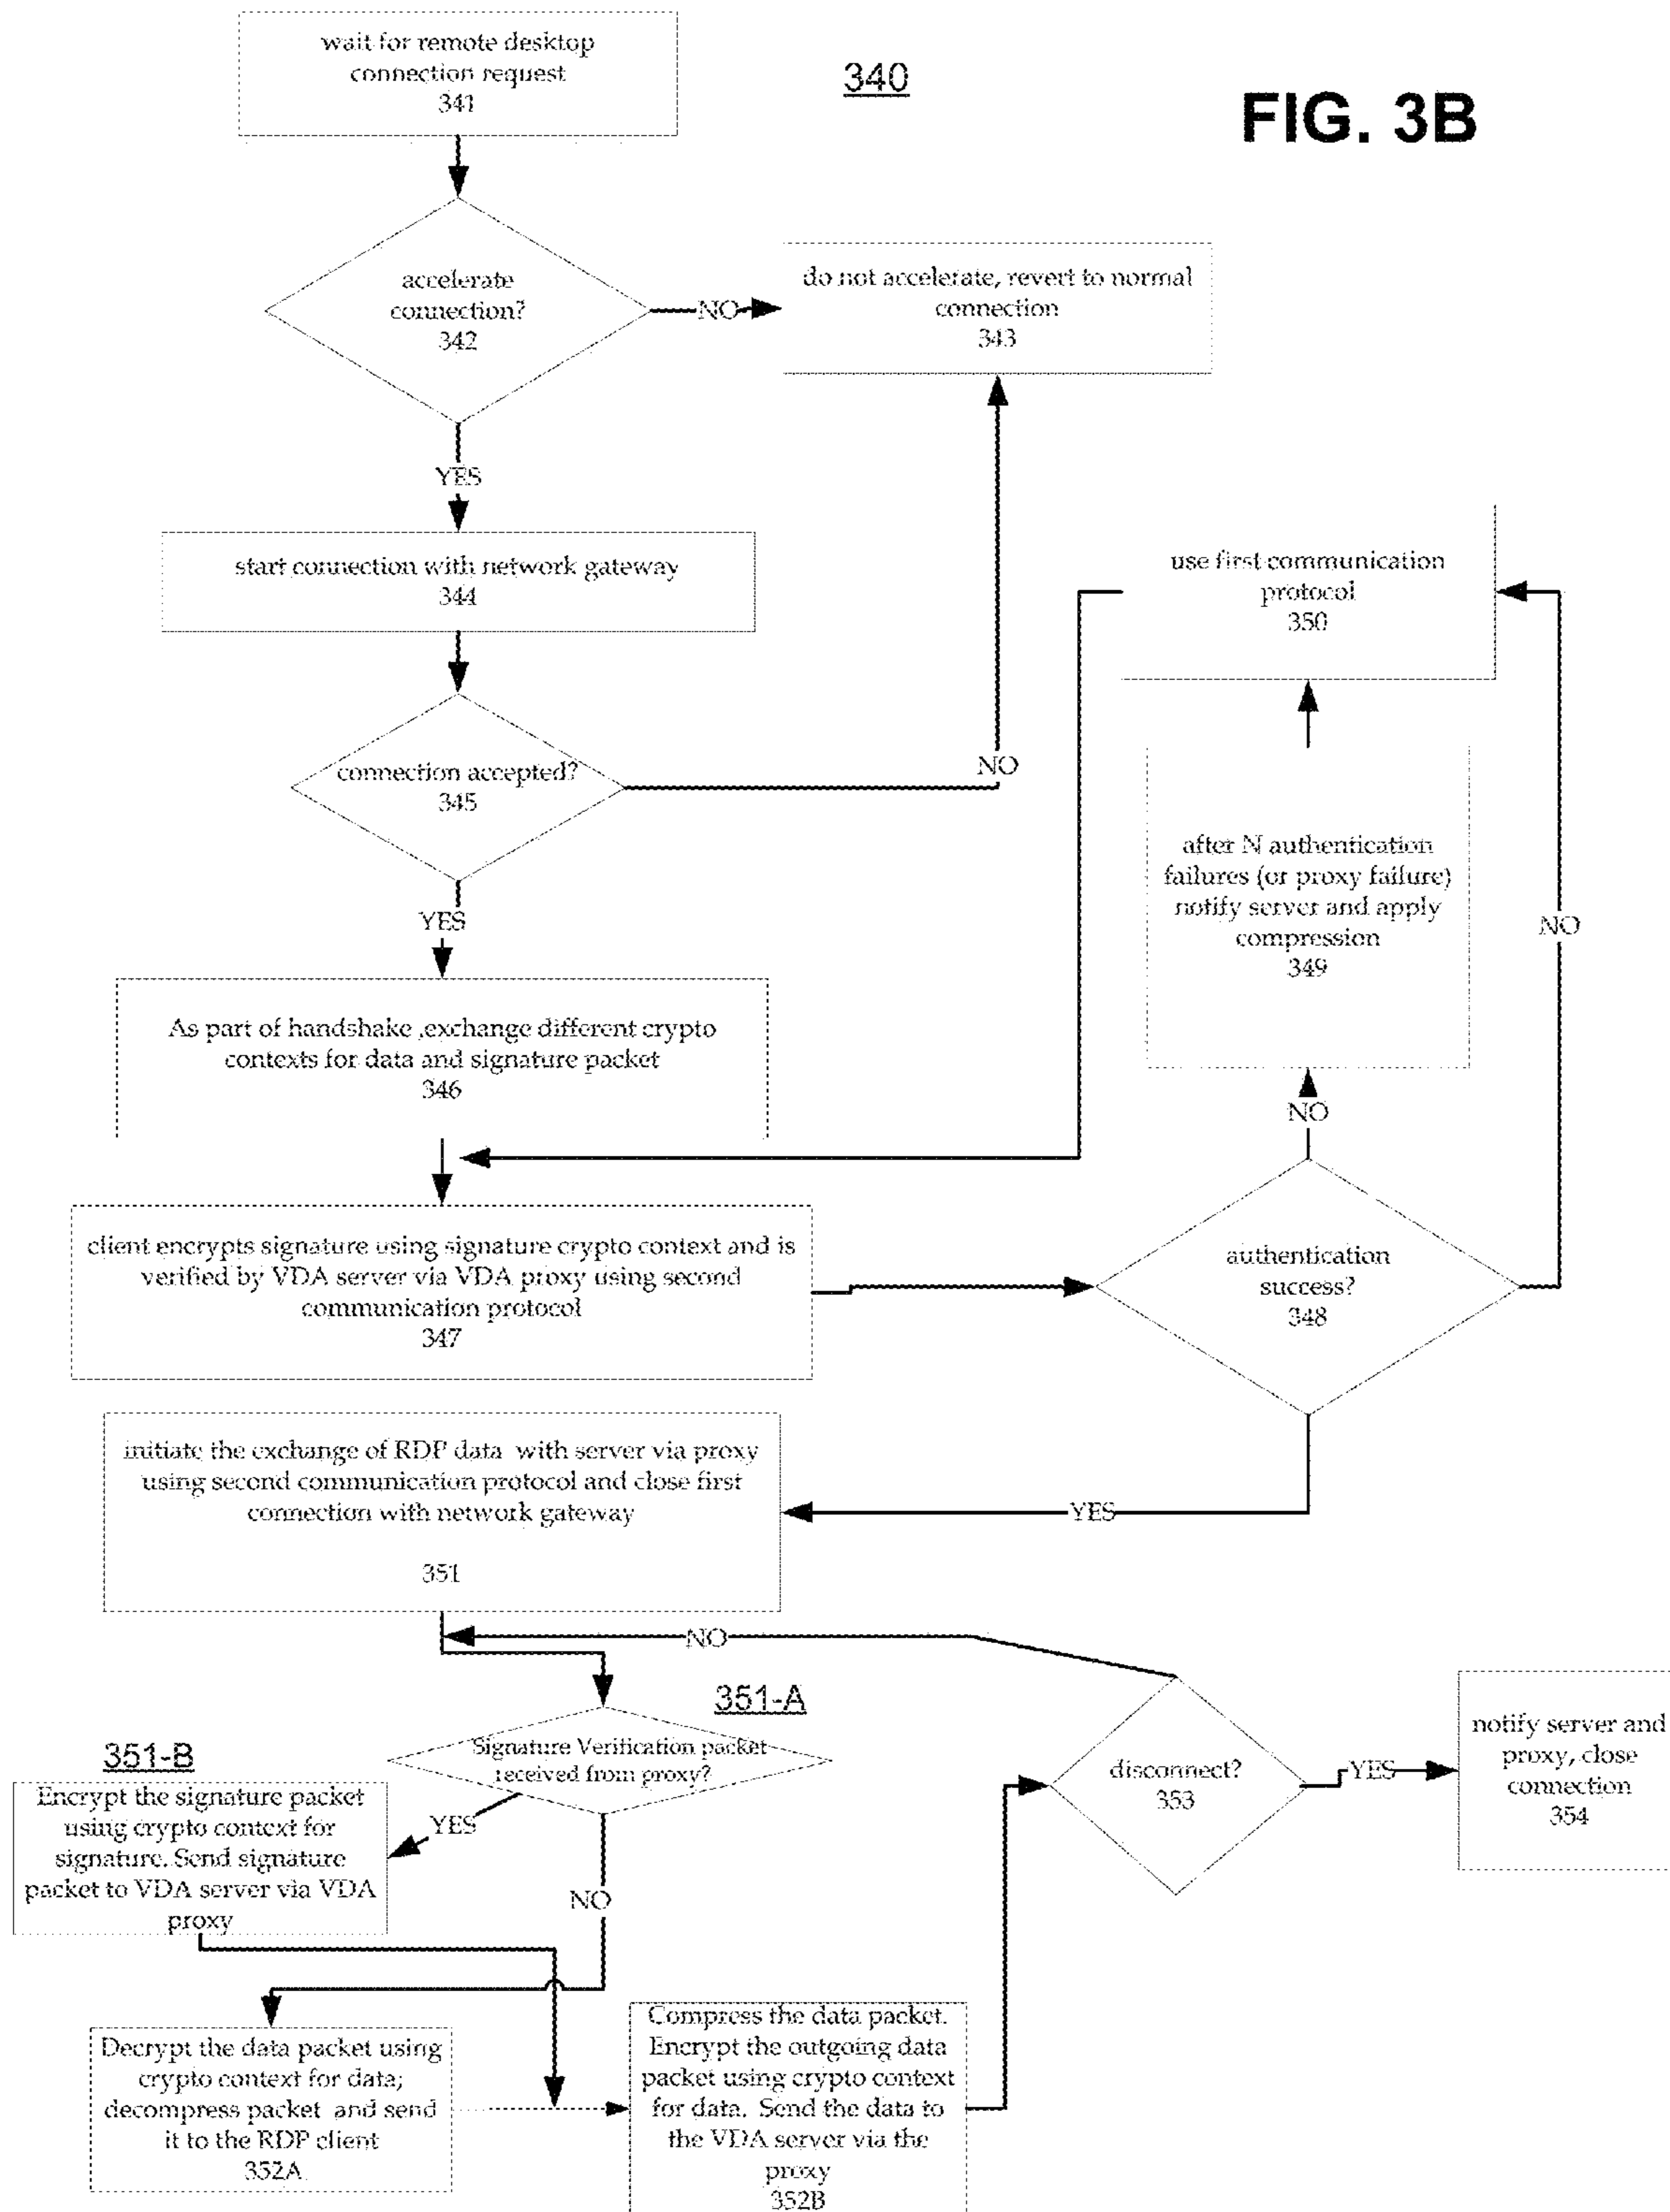 wait for remote desktop
connection request
341
340
FIG. 3B
accelerate
connection?
342
NO
do not accelerate, revert to normal
connection
343
YES
start connection with network gateway
344
use first communication
protocol
350
connection accepted?
345
NO
after N authentication
failures (or proxy failure)
notify server and apply
compression
349
NO
YES
As part of handshake ,exchange different crypto
contexts for data and signature packet
346
NO
client encrypts signature using signature crypto context and is
verified by VDA server via VDA proxy using second
communication protocol
347
authentication
success?
348
initiate the exchange of RDP data with server via proxy
using second communication protocol and close first
connection with network gateway
351
YES
NO
351-A
Signature Verification packet
received from proxy?
351-B
Encrypt the signature packet
using crypto context for
signature. Send signature
packet to VDA server via VDA
proxy
YES
NO
disconnect?
353
YES
notify server and
proxy, close
connection
354
Decrypt the data packet using
crypto context for data;
decompress packet and send
it to the RDP client
352A
Compress the data packet.
Encrypt the outgoing data
packet using crypto context
for data. Send the data to
the VDA server via the
proxy
352B